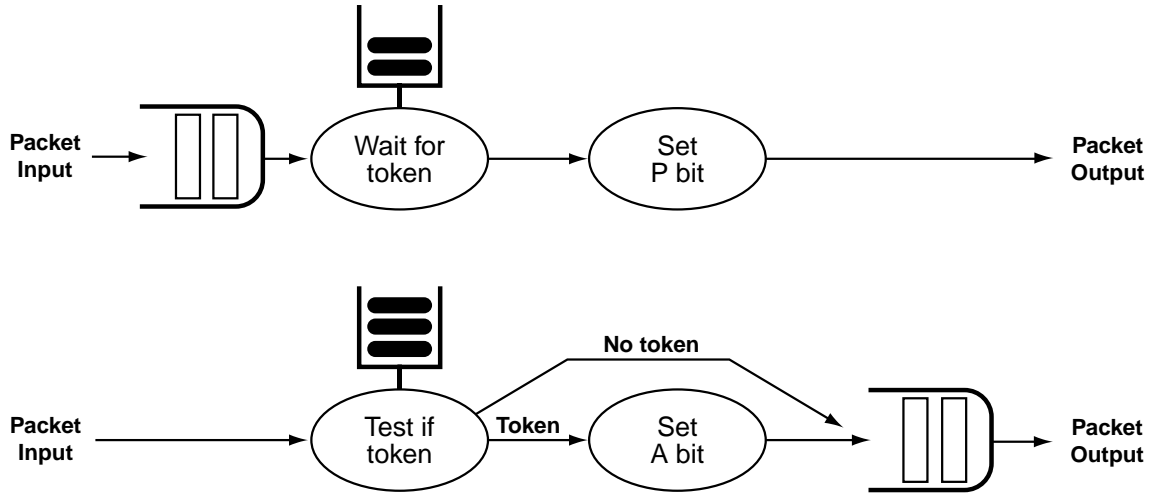 Packet
Input
Wait for
token
Set
P bit
Packet
Output
No token
Packet
Input
Test if
token
Token
Set
A bit
Packet
Output